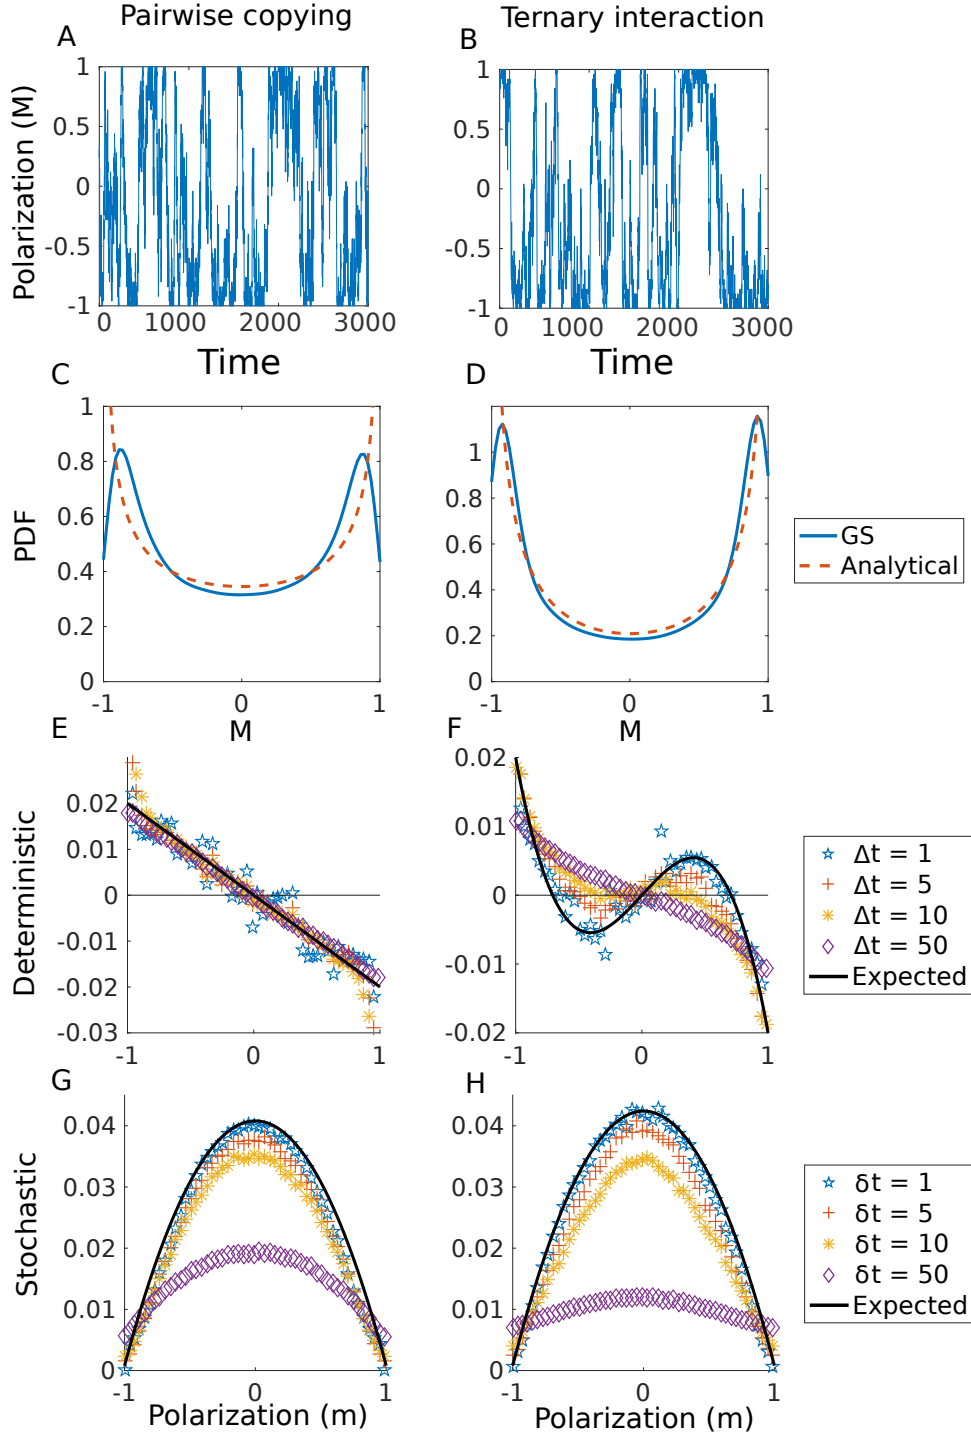 Pairwise copying
Ternary interaction
A
B
Polarization (M)
1
0.5
0
-0.5
-1
0 1000 2000 3000
Time
1
0.5
0
-0.5
-1
0 1000 2000 3000
Time
C
D
PDF
1
0.8
0.6
0.4
0.2
0
-1 0 1
M
1
0.8
0.6
0.4
0.2
0
-1 0 1
M
GS
Analytical
E
F
Deterministic
0.02
0.01
0
-0.01
-0.02
-0.03
-1 0 1
0.02
0.01
0
-0.01
-0.02
-1 0 1
Δt = 1
Δt = 5
Δt = 10
Δt = 50
Expected
G
H
Stochastic
0.04
0.03
0.02
0.01
0
-1 0 1
Polarization (m)
0.04
0.03
0.02
0.01
0
-1 0 1
Polarization (m)
δt = 1
δt = 5
δt = 10
δt = 50
Expected